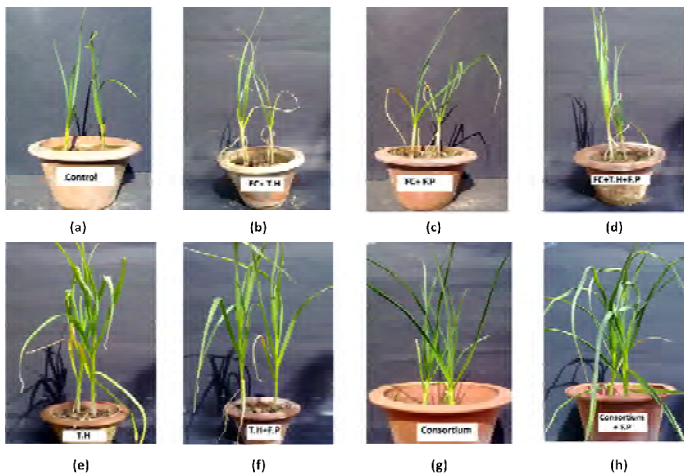 Control
FC+ T.H
FC+ F.P
FC+T.H+F.P
(a)
(b)
(c)
(d)
T.H
T.H+F.P
Consortium
Consortium
+ F.P
(e)
(f)
(g)
(h)